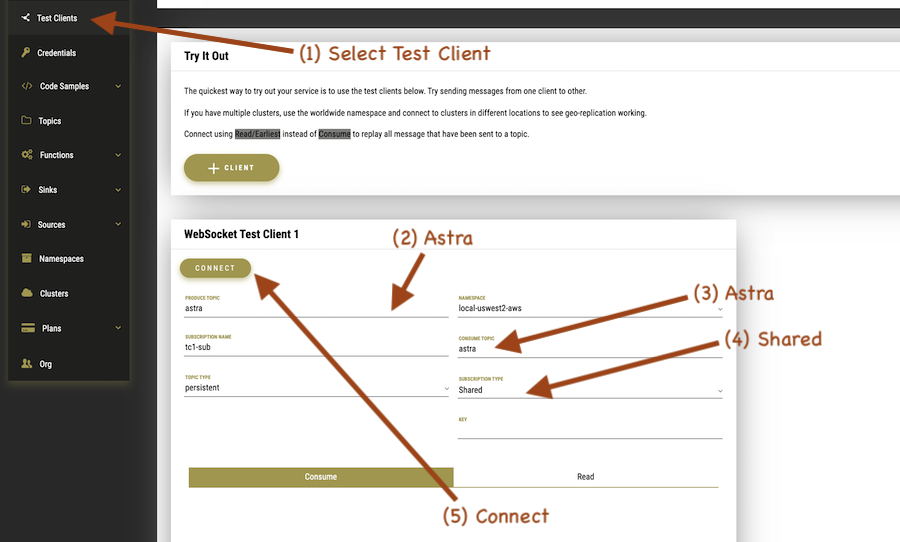 Test Clients
Credentials
Code Samples
Topics
Functions
Sinks
Sources
Namespaces
Clusters
Plans
Org
(1) Select Test Client
Try It Out
The quickest way to try out your service is to use the test clients below. Try sending messages from one client to other.
If you have multiple clusters, use the worldwide namespace and connect to clusters in different locations to see geo-replication working.
Connect using Read/Earliest instead of Consume to replay all message that have been sent to a topic.
+ CLIENT
WebSocket Test Client 1
(2) Astra
CONNECT
PRODUCE TOPIC
astra
NAMESPACE
local-uswest2-aws
(3) Astra
SUBSCRIPTION NAME
tc1-sub
CONSUME TOPIC
astra
(4) Shared
TOPIC TYPE
persistent
SUBSCRIPTION TYPE
Shared
KEY
Consume
Read
(5) Connect